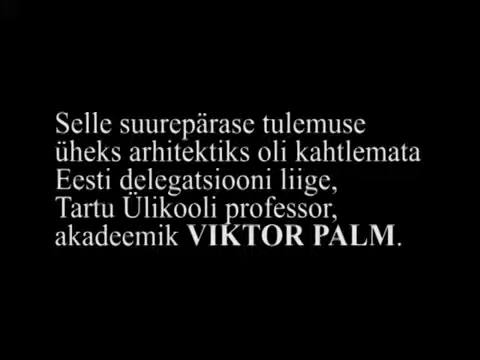 Selle suurepärase tulemuse
üheks arhitektiks oli kahtlemata
Eesti delegatsiooni liige,
Tartu Ülikooli professor,
akadeemik VIKTOR PALM.